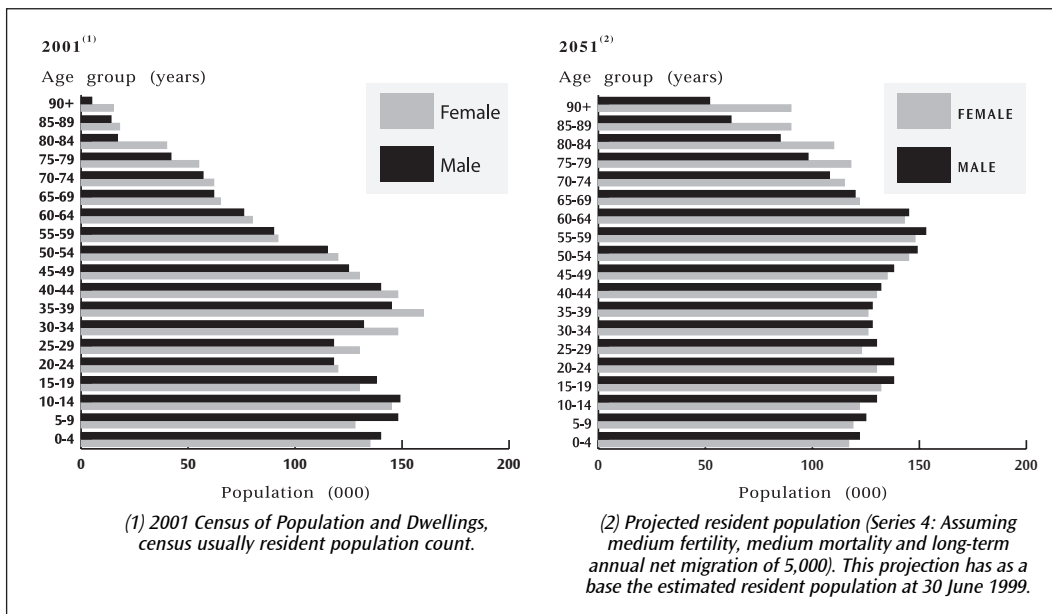 2001(1)
Age group (years)
90+
85-89
80-84
75-79
70-74
65-69
60-64
55-59
50-54
45-49
40-44
35-39
30-34
25-29
20-24
15-19
10-14
5-9
0-4
Female
Male
0 50 100 150 200
Population (000)
(1) 2001 Census of Population and Dwellings,
census usually resident population count.
2051(2)
Age group (years)
90+
85-89
80-84
75-79
70-74
65-69
60-64
55-59
50-54
45-49
40-44
35-39
30-34
25-29
20-24
15-19
10-14
5-9
0-4
FEMALE
MALE
0 50 100 150 200
Population (000)
(2) Projected resident population (Series 4: Assuming
medium fertility, medium mortality and long-term
annual net migration of 5,000). This projection has as a
base the estimated resident population at 30 June 1999.